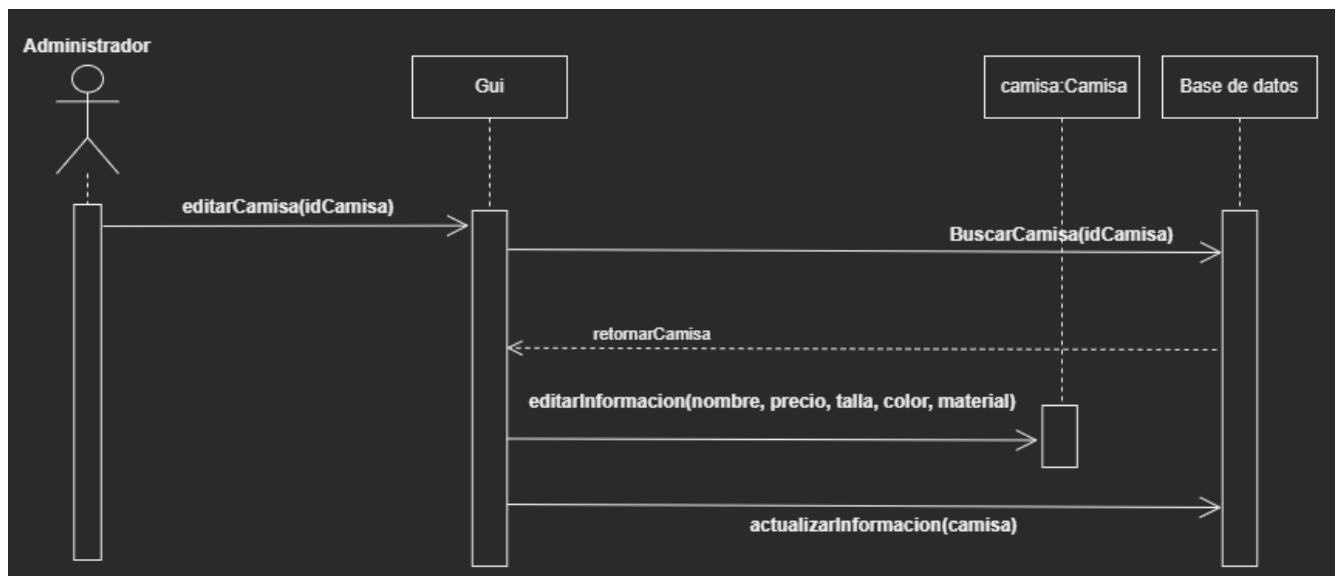 Administrador
Gui
camisa:Camisa
Base de datos
editarCamisa(idCamisa)
BuscarCamisa(idCamisa)
retornarCamisa
editarInformacion(nombre, precio, talla, color, material)
actualizarInformacion(camisa)